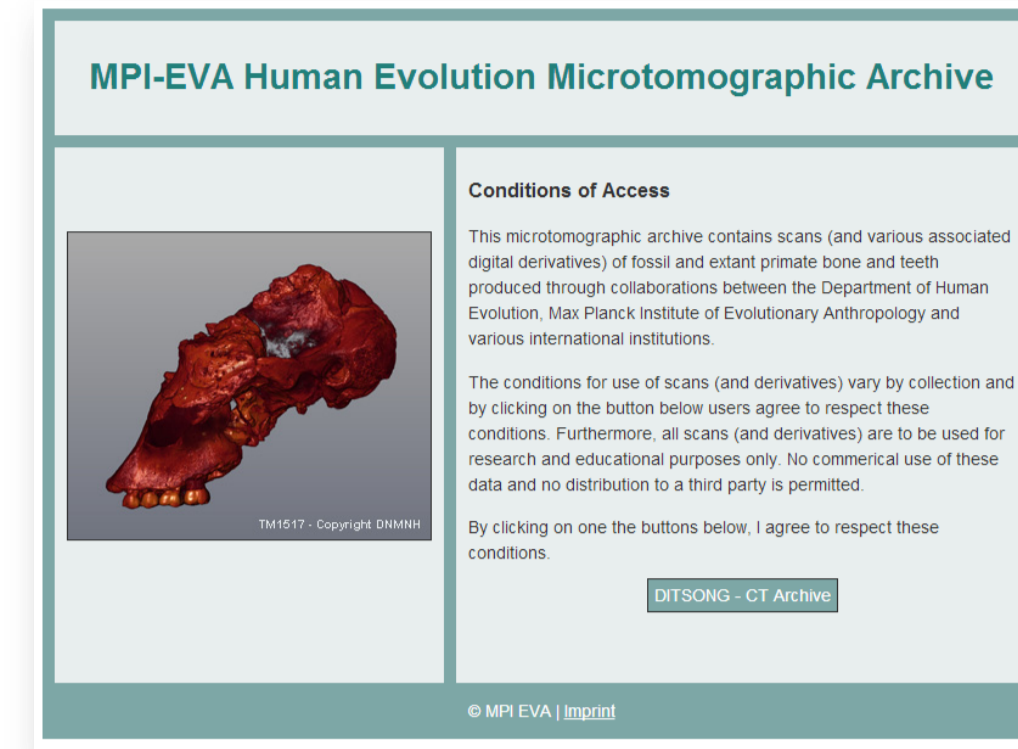 MPI-EVA Human Evolution Microtomographic Archive
TM1517 - Copyright DNMNH
Conditions of Access
This microtomographic archive contains scans (and various associated
digital derivatives) of fossil and extant primate bone and teeth
produced through collaborations between the Department of Human
Evolution, Max Planck Institute of Evolutionary Anthropology and
various international institutions.
The conditions for use of scans (and derivatives) vary by collection and
by clicking on the button below users agree to respect these
conditions. Furthermore, all scans (and derivatives) are to be used for
research and educational purposes only. No commerical use of these
data and no distribution to a third party is permitted.
By clicking on one the buttons below, I agree to respect these
conditions.
DITSONG - CT Archive
© MPI EVA | Imprint